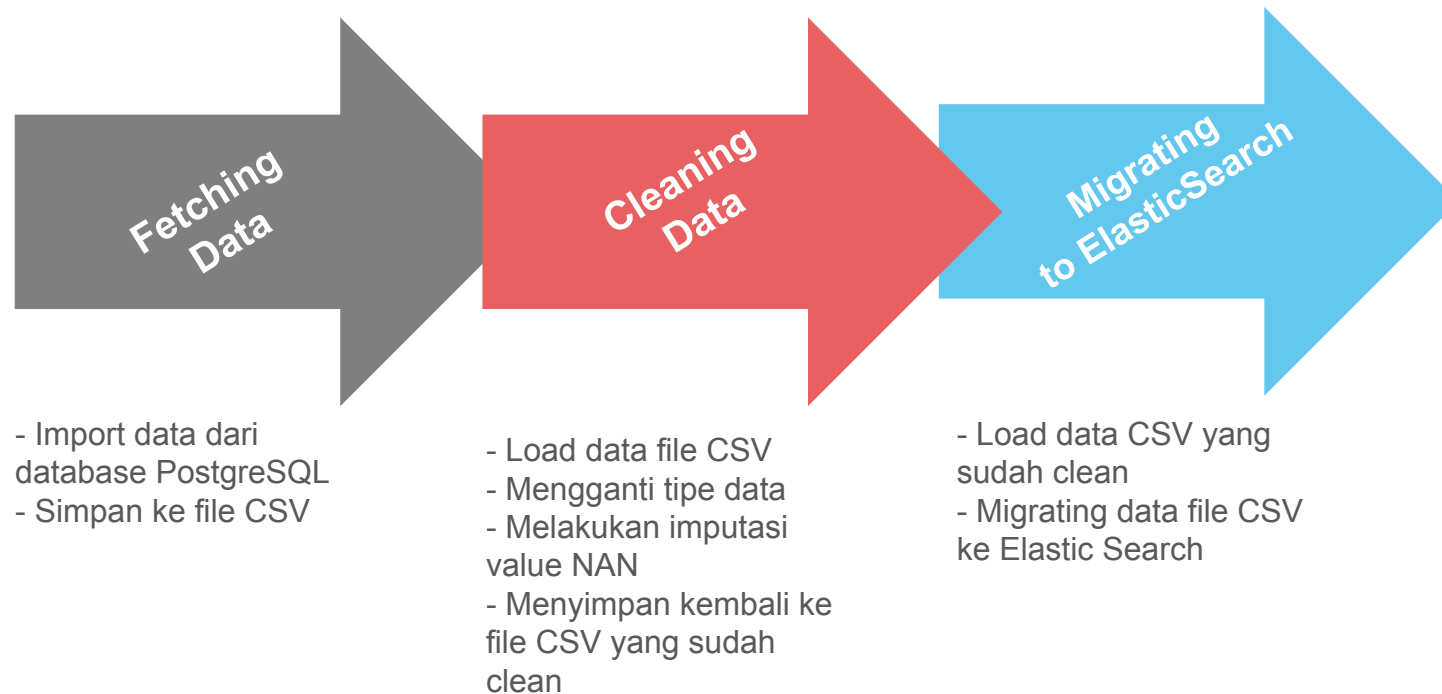 Fetching
Data
Cleaning
Data
Migrating
to ElasticSearch
- Import data dari
database PostgreSQL
- Simpan ke file CSV
- Load data file CSV
- Mengganti tipe data
- Melakukan imputasi
value NAN
- Menyimpan kembali ke
file CSV yang sudah
clean
- Load data CSV yang
sudah clean
- Migrating data file CSV
ke Elastic Search